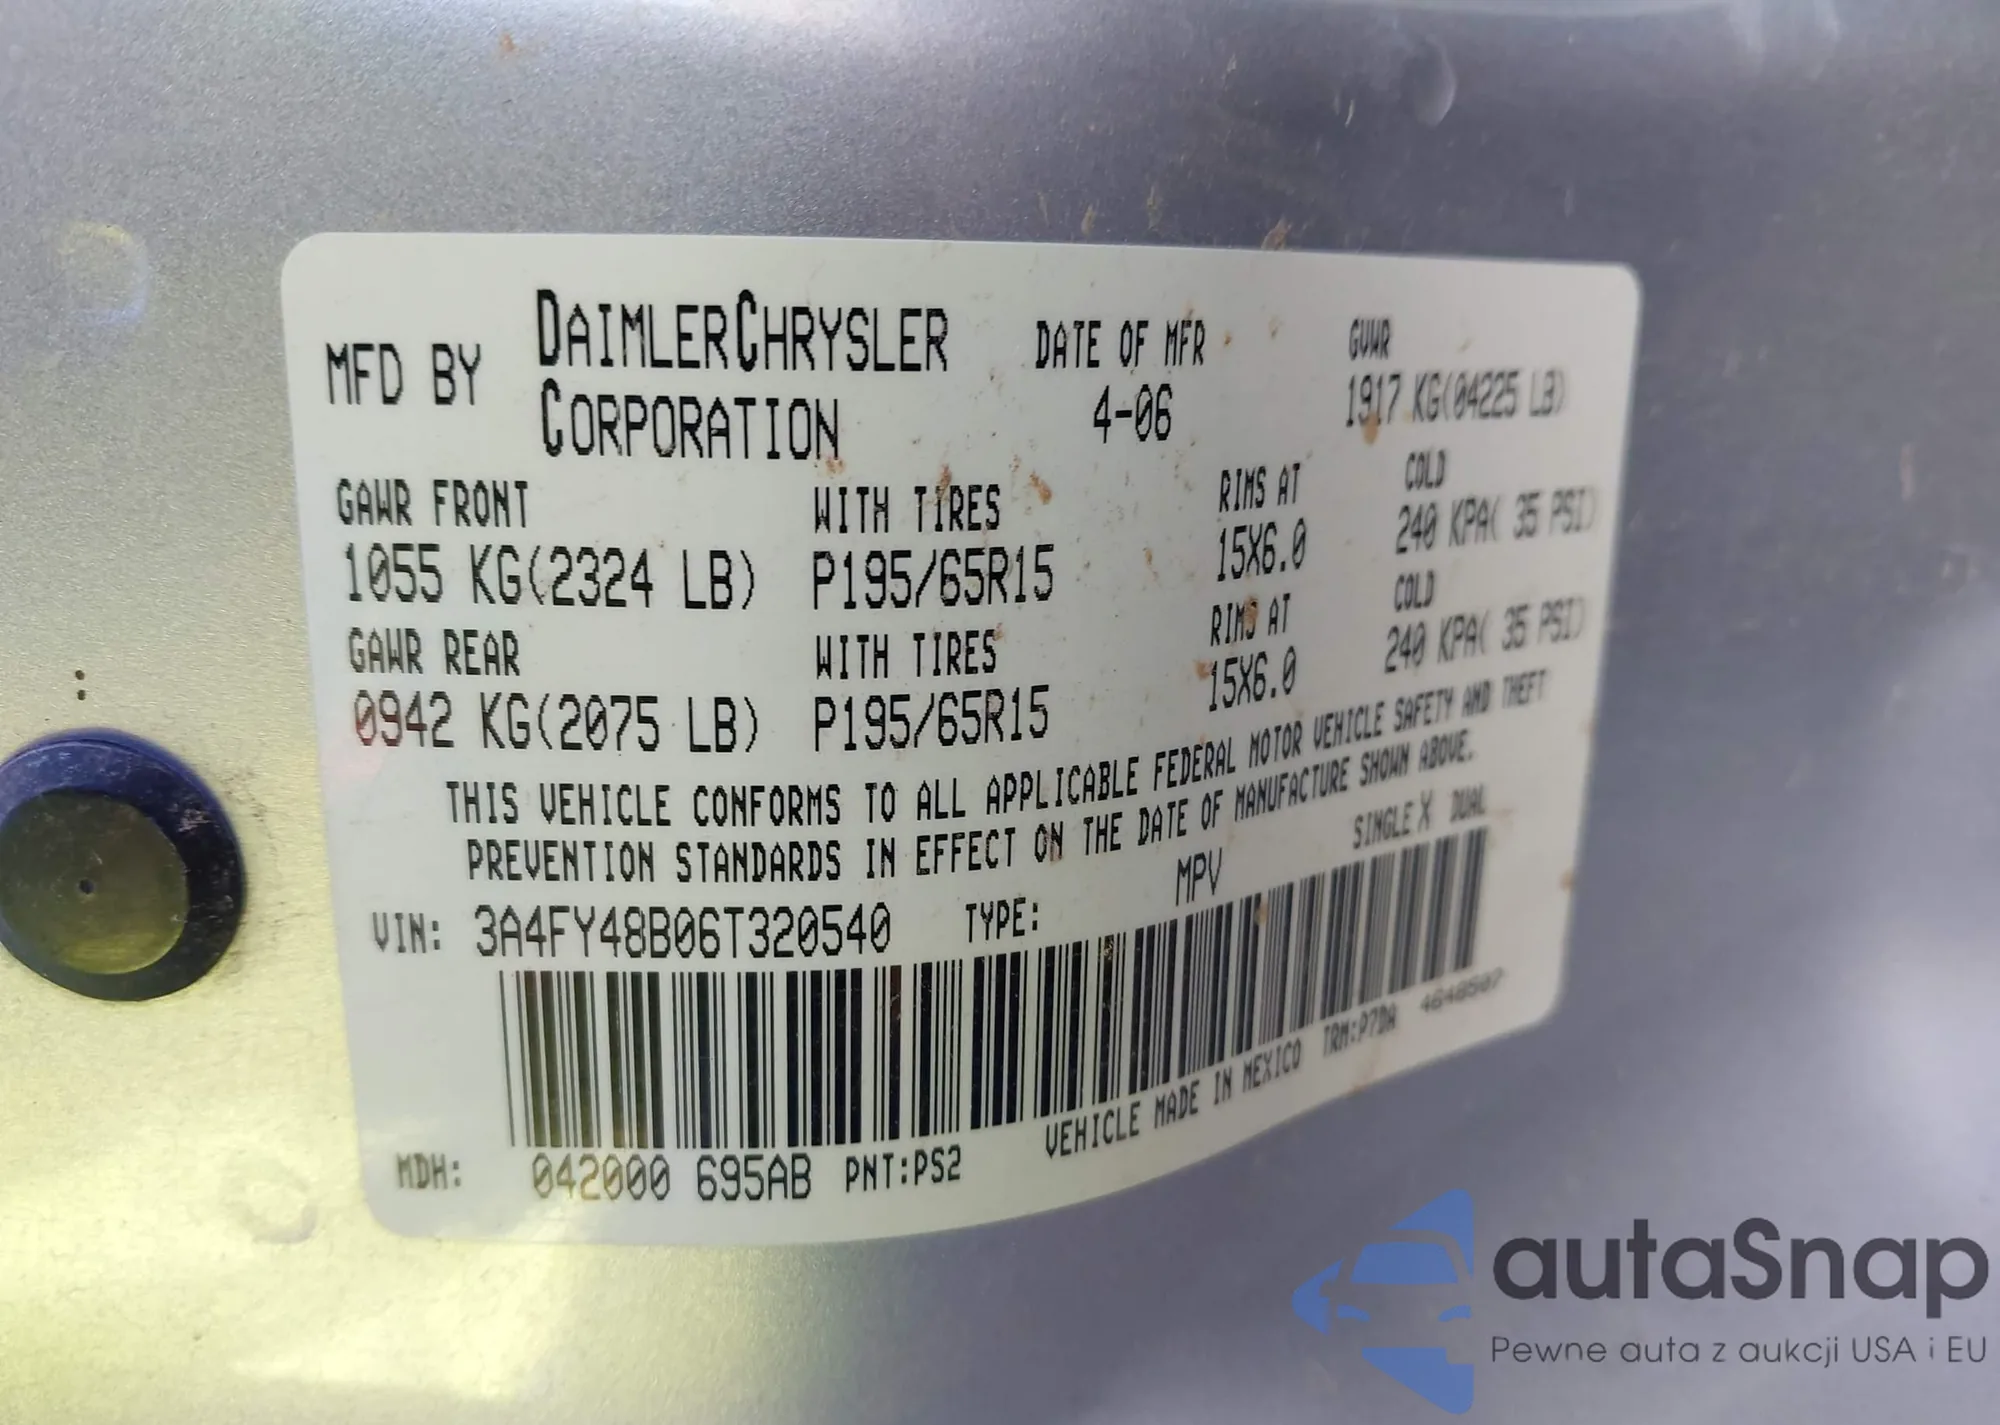 MFD BY DAIMLERCHRYSLER CORPORATION DATE OF MFR 4-06 GVWR 1917 KG(04225 LB)
GAWR FRONT WITH TIRES RIMS AT COLD
1055 KG(2324 LB) P195/65R15 15X6.0 240 KPA( 35 PSI)
GAWR REAR WITH TIRES RIMS AT COLD
0942 KG(2075 LB) P195/65R15 15X6.0 240 KPA( 35 PSI)
THIS VEHICLE CONFORMS TO ALL APPLICABLE FEDERAL MOTOR VEHICLE SAFETY AND THEFT
PREVENTION STANDARDS IN EFFECT ON THE DATE OF MANUFACTURE SHOWN ABOVE.
VIN: 3A4FY48B06T320540 TYPE: MPV SINGLE X DUAL
MDH: 042000 695AB PNT:PS2 VEHICLE MADE IN MEXICO TRM:P7DA 4648507
autaSnap
Pewne auta z aukcji USA i EU